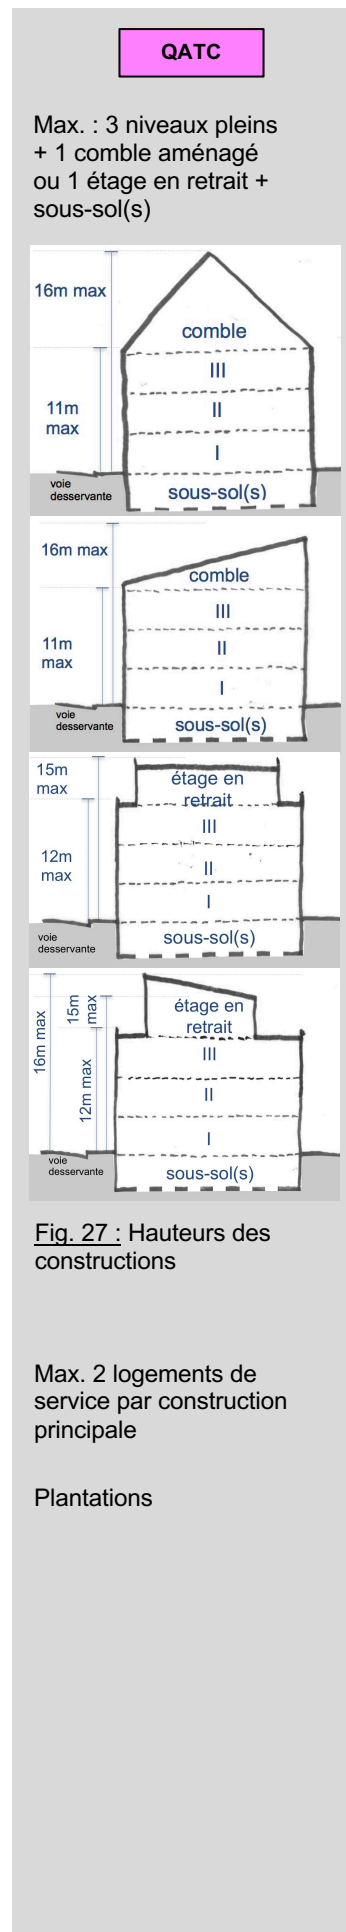 QATC
Max. : 3 niveaux pleins
+ 1 comble aménagé
ou 1 étage en retrait +
sous-sol(s)
16m max
comble
III
11m
max
II
I
voie
desservante
sous-sol(s)
16m max
comble
III
11m
max
II
I
voie
desservante
sous-sol(s)
15m
max
étage en
retrait
III
12m
max
II
I
voie
desservante
sous-sol(s)
16m max
15m
max
12m max
étage en
retrait
III
II
I
voie
desservante
sous-sol(s)
Fig. 27 : Hauteurs des
constructions
Max. 2 logements de
service par construction
principale
Plantations